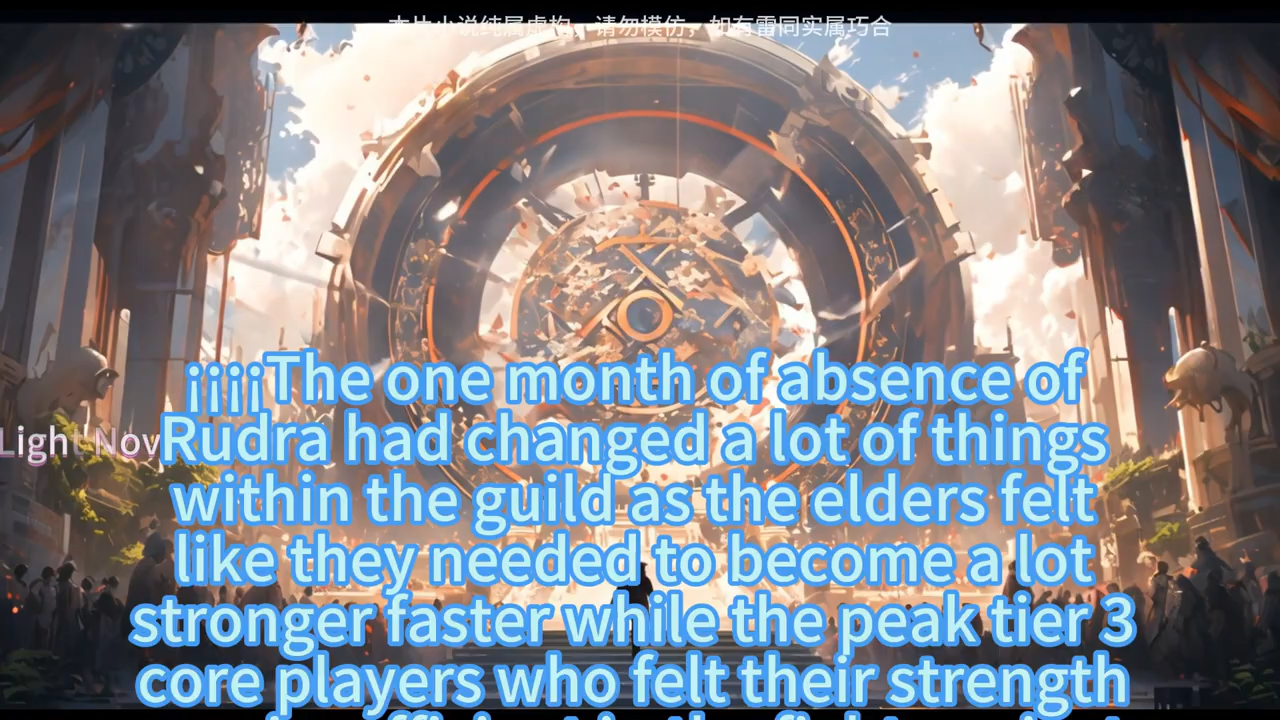 本片小说纯属虚构，请勿模仿，如有雷同实属巧合
¡¡¡¡The one month of absence of
Light Nov
Rudra had changed a lot of things
within the guild as the elders felt
like they needed to become a lot
stronger faster while the peak tier 3
core players who felt their strength